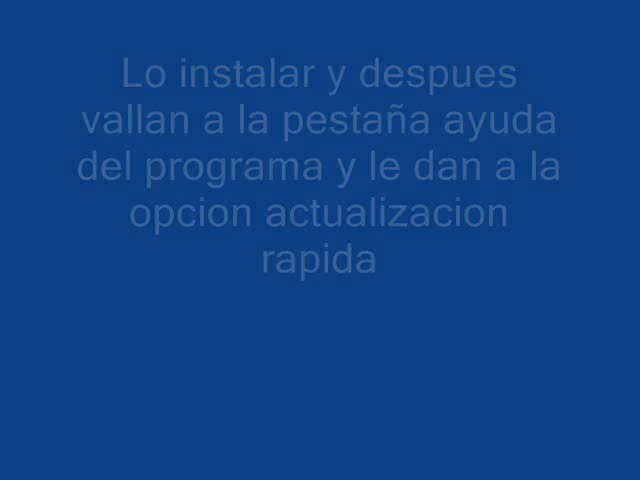 Lo instalar y despues
vallan a la pestaña ayuda
del programa y le dan a la
opcion actualizacion
rapida